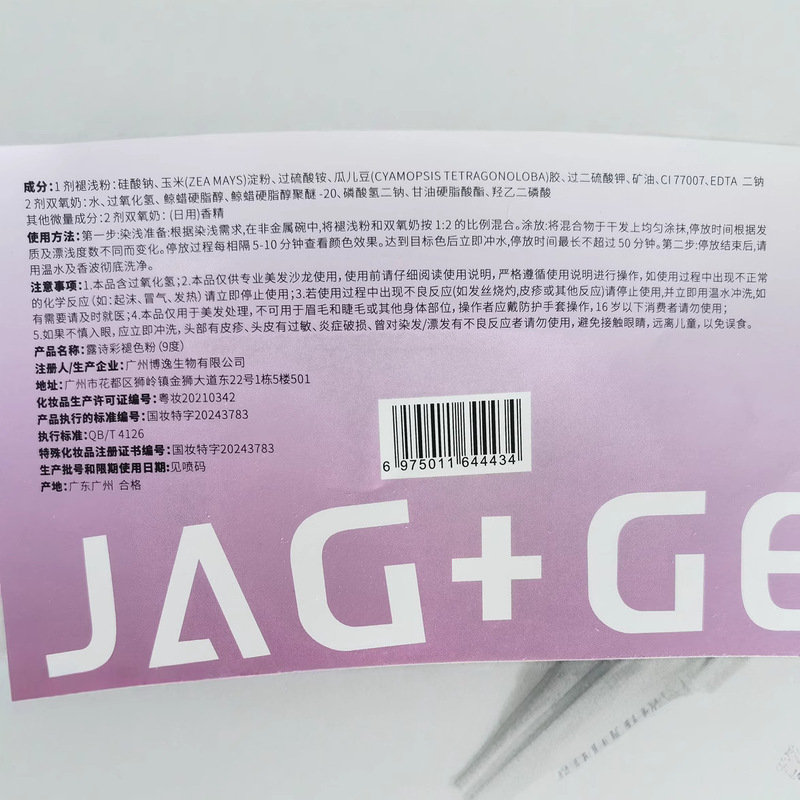 成分:1 剂褪浅粉:硅酸钠、玉米(ZEA MAYS)淀粉、过硫酸铵、瓜儿豆(CYAMOPSIS TETRAGONOLOBA)胶、过二硫酸钾、矿油、CI 77007、EDTA 二钠
2 剂双氧奶:水、过氧化氢、鲸蜡硬脂醇、鲸蜡硬脂醇聚醚 -20、磷酸氢二钠、甘油硬脂酸酯、羟乙二磷酸
其他微量成分:2 剂双氧奶:(日用)香精
使用方法:第一步:染浅准备:根据染浅需求,在非金属碗中,将褪浅粉和双氧奶按 1:2 的比例混合。涂放:将混合物于干发上均匀涂抹,停放时间根据发
质及漂浅度数不同而变化。停放过程每相隔 5-10 分钟查看颜色效果。达到目标色后立即冲水,停放时间最长不超过 50 分钟。第二步:停放结束后,请
用温水及香波彻底洗净。
注意事项:1.本品含过氧化氢;2.本品仅供专业美发沙龙使用，使用前请仔细阅读使用说明，严格遵循使用说明进行操作，如使用过程中出现不正常
的化学反应（如:起沫、冒气、发热)请立即停止使用;3.若使用过程中出现不良反应(如发丝烧灼,皮疹或其他反应)请停止使用,并立即用温水冲洗,如
有需要请及时就医;4.本品仅用于美发处理，不可用于眉毛和睫毛或其他身体部位，操作者应戴防护手套操作,16 岁以下消费者请勿使用;
5.如果不慎入眼,应立即冲洗,头部有皮疹、头皮有过敏、炎症破损、曾对染发/漂发有不良反应者请勿使用，避免接触眼睛，远离儿童，以免误食。
产品名称:露诗彩褪色粉(9度)
注册人/生产企业:广州博逸生物有限公司
地址:广州市花都区狮岭镇金狮大道东22号1栋5楼501
化妆品生产许可证编号:粤妆20210342
产品执行的标准编号:国妆特字20243783
执行标准:QB/T 4126
特殊化妆品注册证书编号:国妆特字20243783
生产批号和限期使用日期:见喷码
产地:广东广州 合格
6 975011 644434
JAG+GE